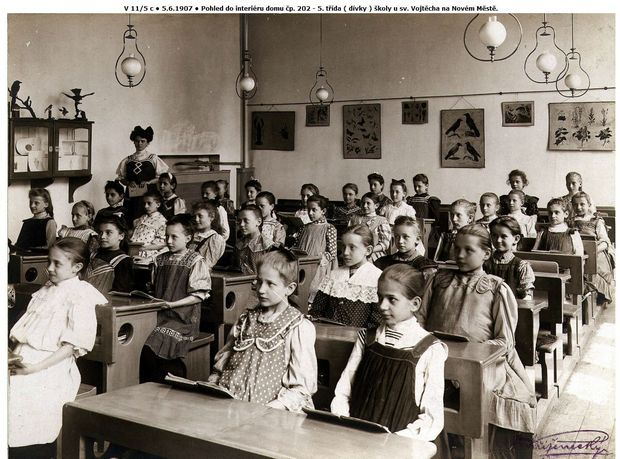 V 11/5 c • 5.6.1907 • Pohled do interiéru domu čp. 202 - 5. třída ( dívky ) školy u sv. Vojtěcha na Novém Městě.